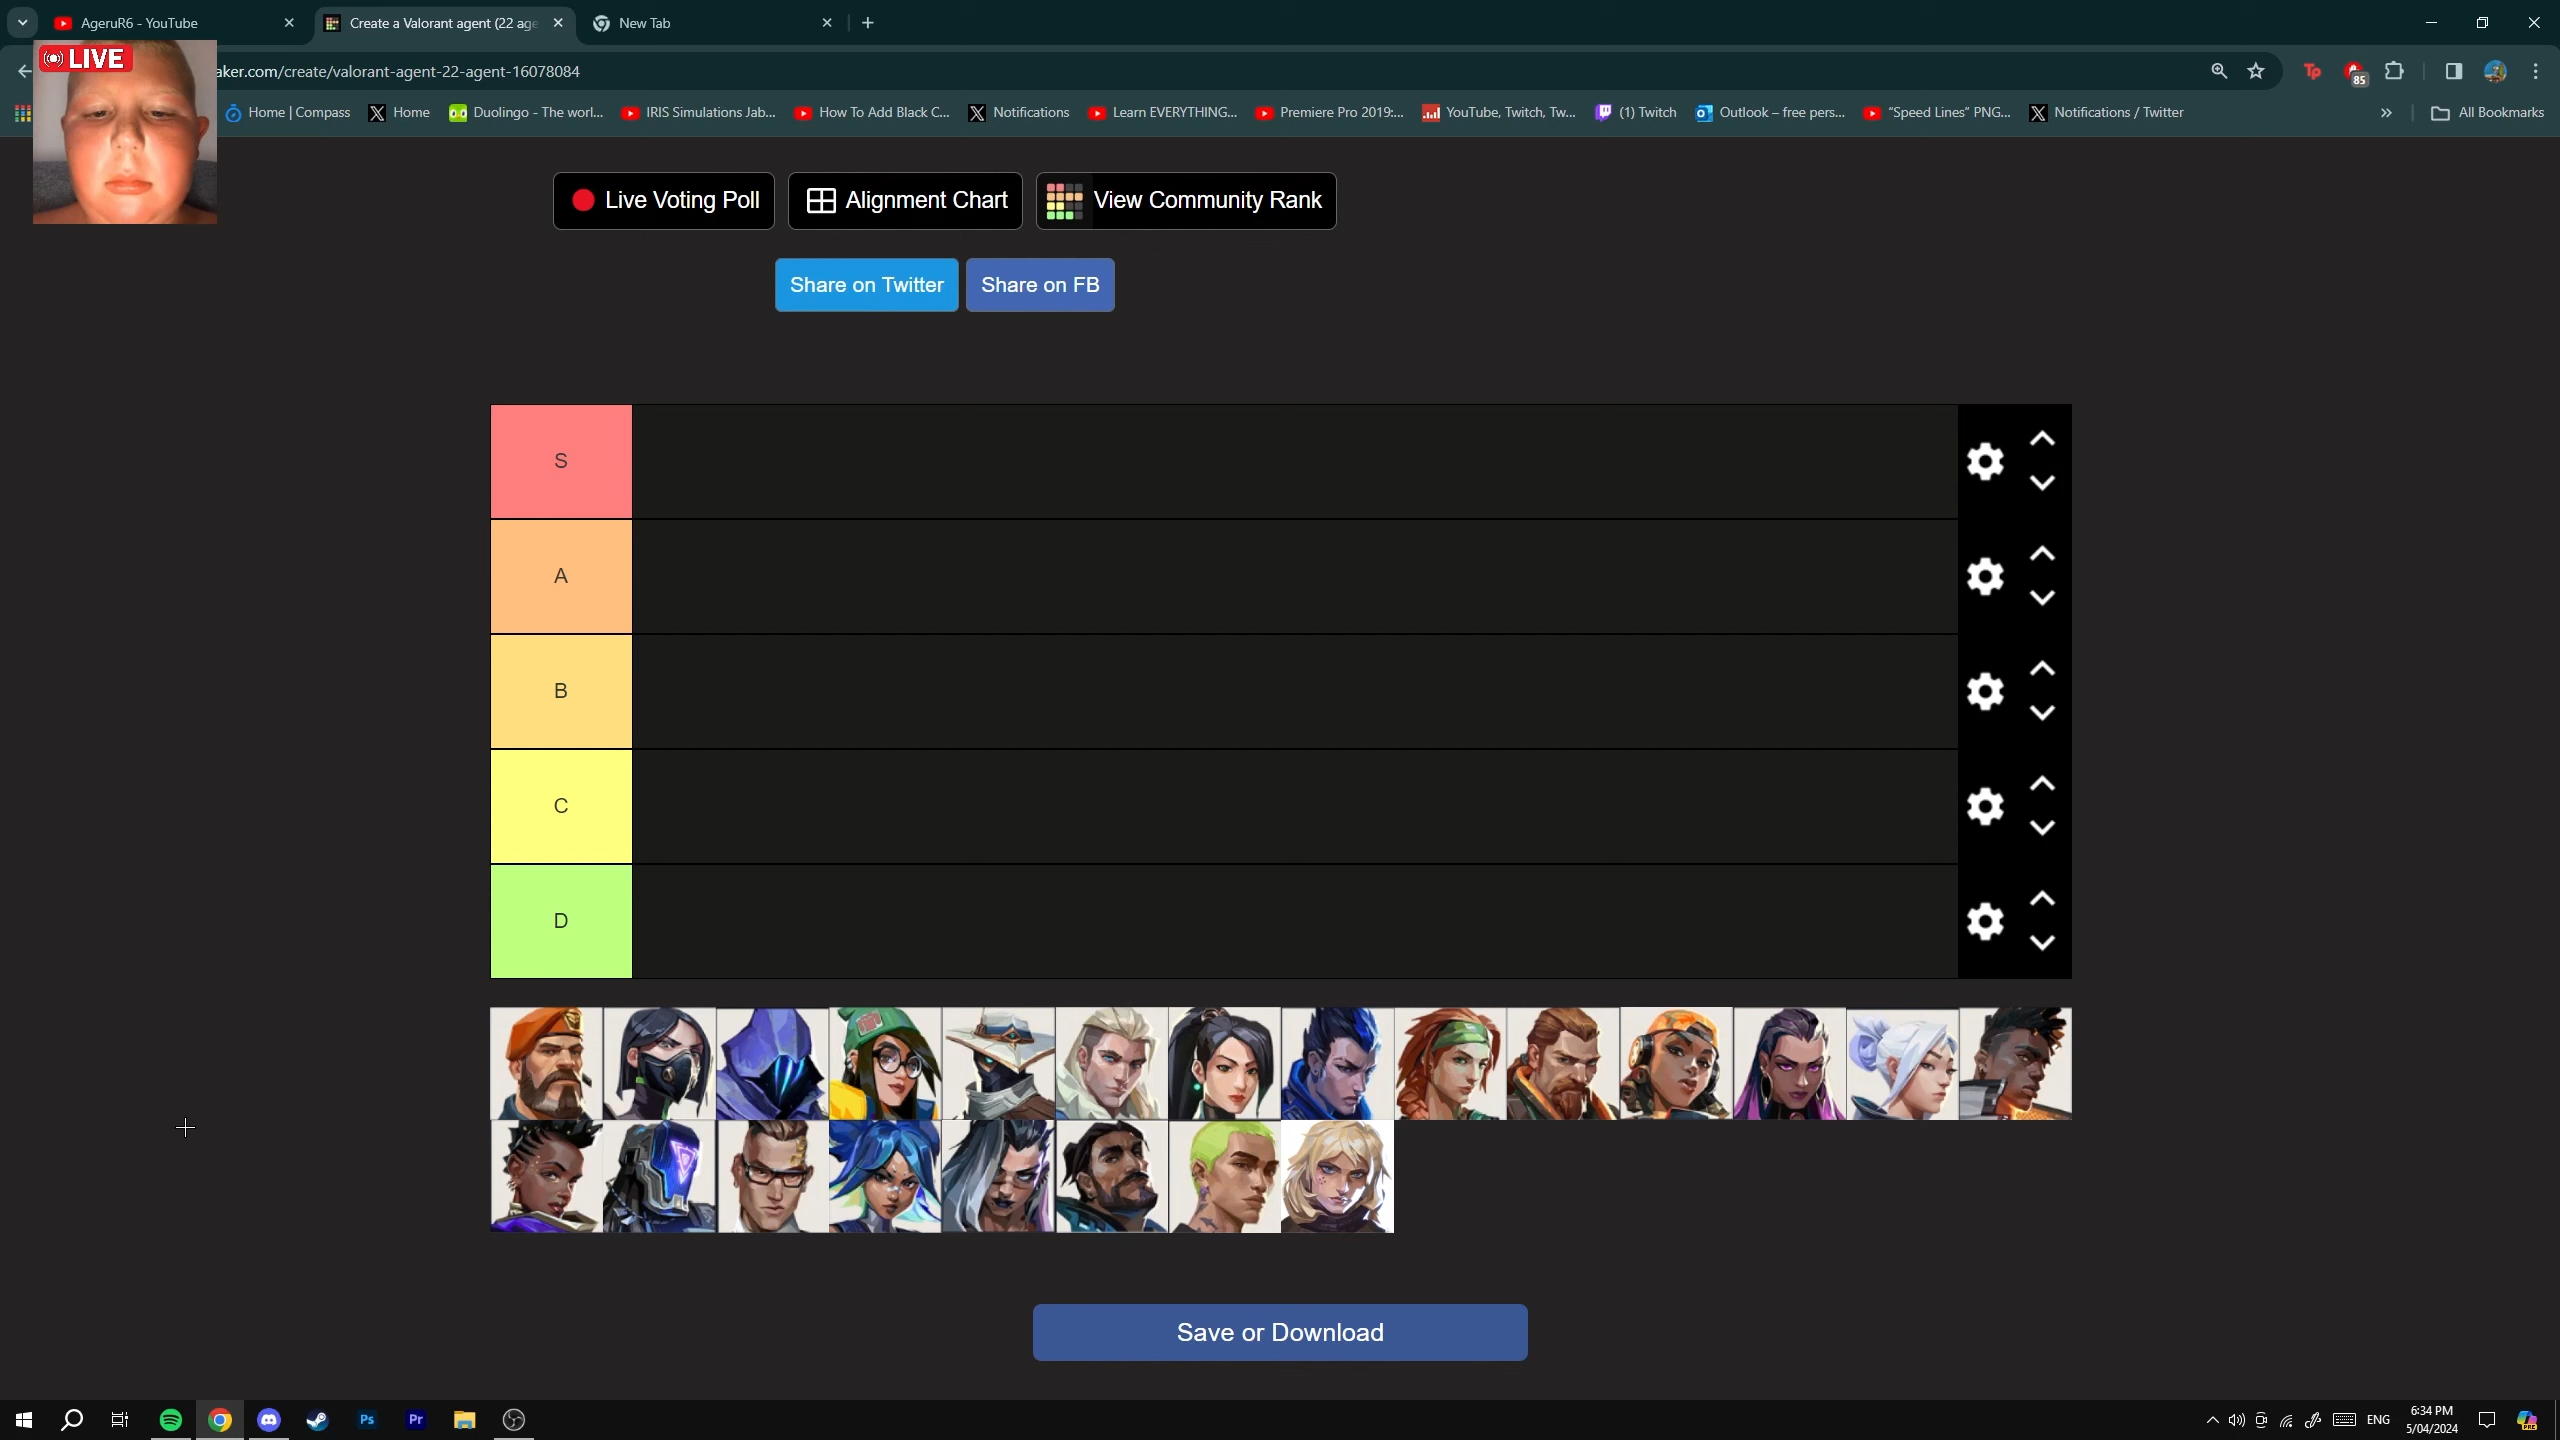 AgeruR6 - YouTube
Create a Valorant agent (22 age
New Tab
LIVE
aker.com/create/valorant-agent-22-agent-16078084
85
Home | Compass
Home
Duolingo - The worl...
IRIS Simulations Jab...
How To Add Black C...
Notifications
Learn EVERYTHING...
Premiere Pro 2019:...
YouTube, Twitch, Tw...
(1) Twitch
Outlook – free pers...
"Speed Lines" PNG...
Notifications / Twitter
All Bookmarks
Live Voting Poll
Alignment Chart
View Community Rank
Share on Twitter
Share on FB
S
A
B
C
D
Save or Download
Ps
Pr
ENG
6:34 PM
5/04/2024